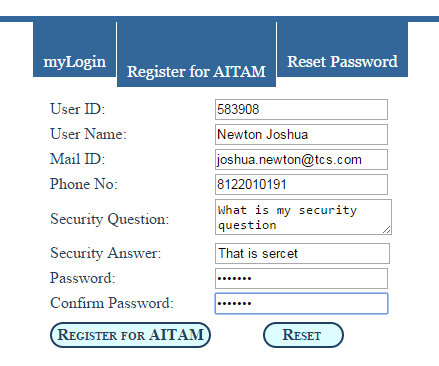 myLogin
Register for AITAM
Reset Password
User ID: 583908
User Name: Newton Joshua
Mail ID: joshua.newton@tcs.com
Phone No: 8122010191
Security Question: What is my security
question
Security Answer: That is sercet
Password: •••••••
Confirm Password: •••••••
REGISTER FOR AITAM RESET